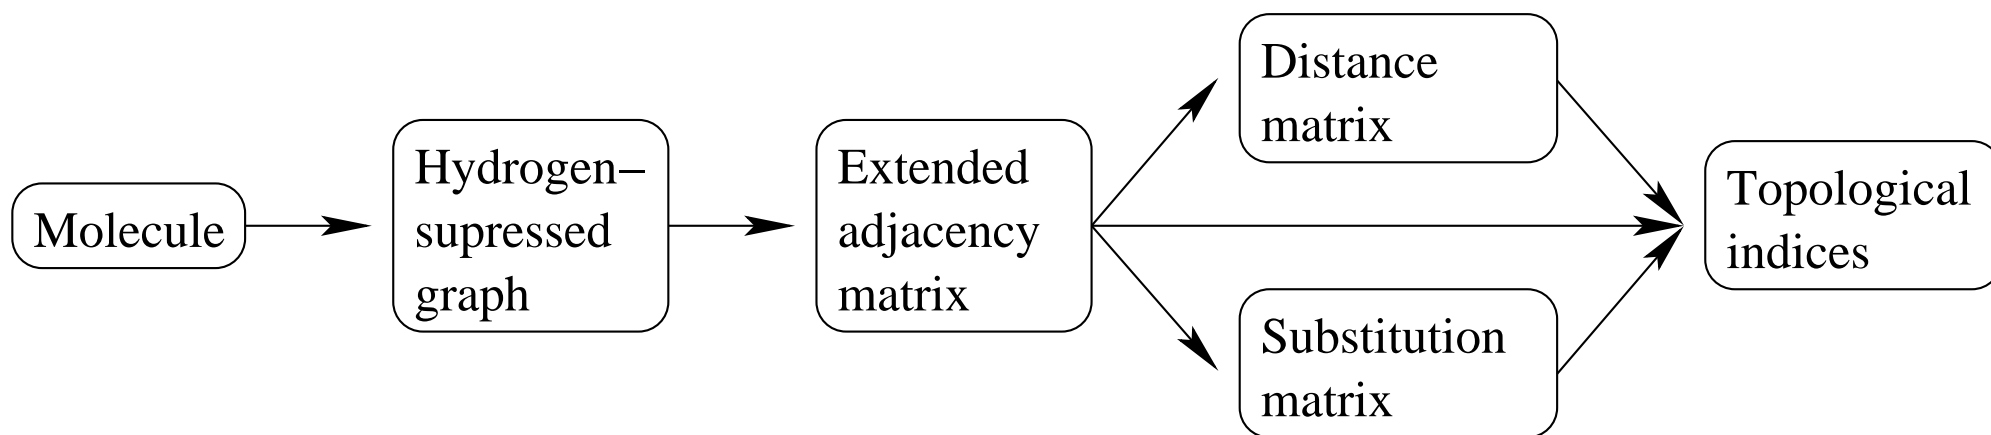 Molecule
Hydrogen–
supressed
graph
Extended
adjacency
matrix
Distance
matrix
Substitution
matrix
Topological
indices